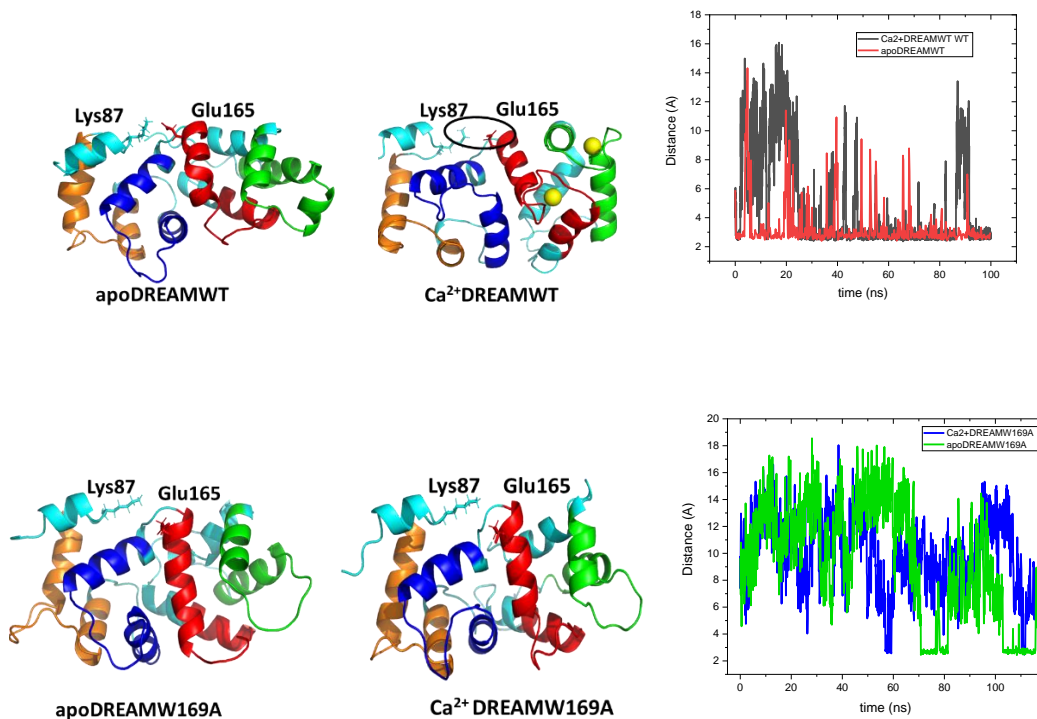 Lys87
Glu165
apoDREAMWT
Lys87
Glu165
Ca²⁺DREAMWT
18
16
14
12
10
8
6
4
2
Distance (A)
Ca2+DREAMWT WT
apoDREAMWT
0
20
40
60
80
100
time (ns)
Lys87
Glu165
apoDREAMW169A
Lys87
Glu165
Ca²⁺ DREAMW169A
20
18
16
14
12
10
8
6
4
2
Distance (A)
Ca2+DREAMW169A
apoDREAMW169A
0
20
40
60
80
100
time (ns)